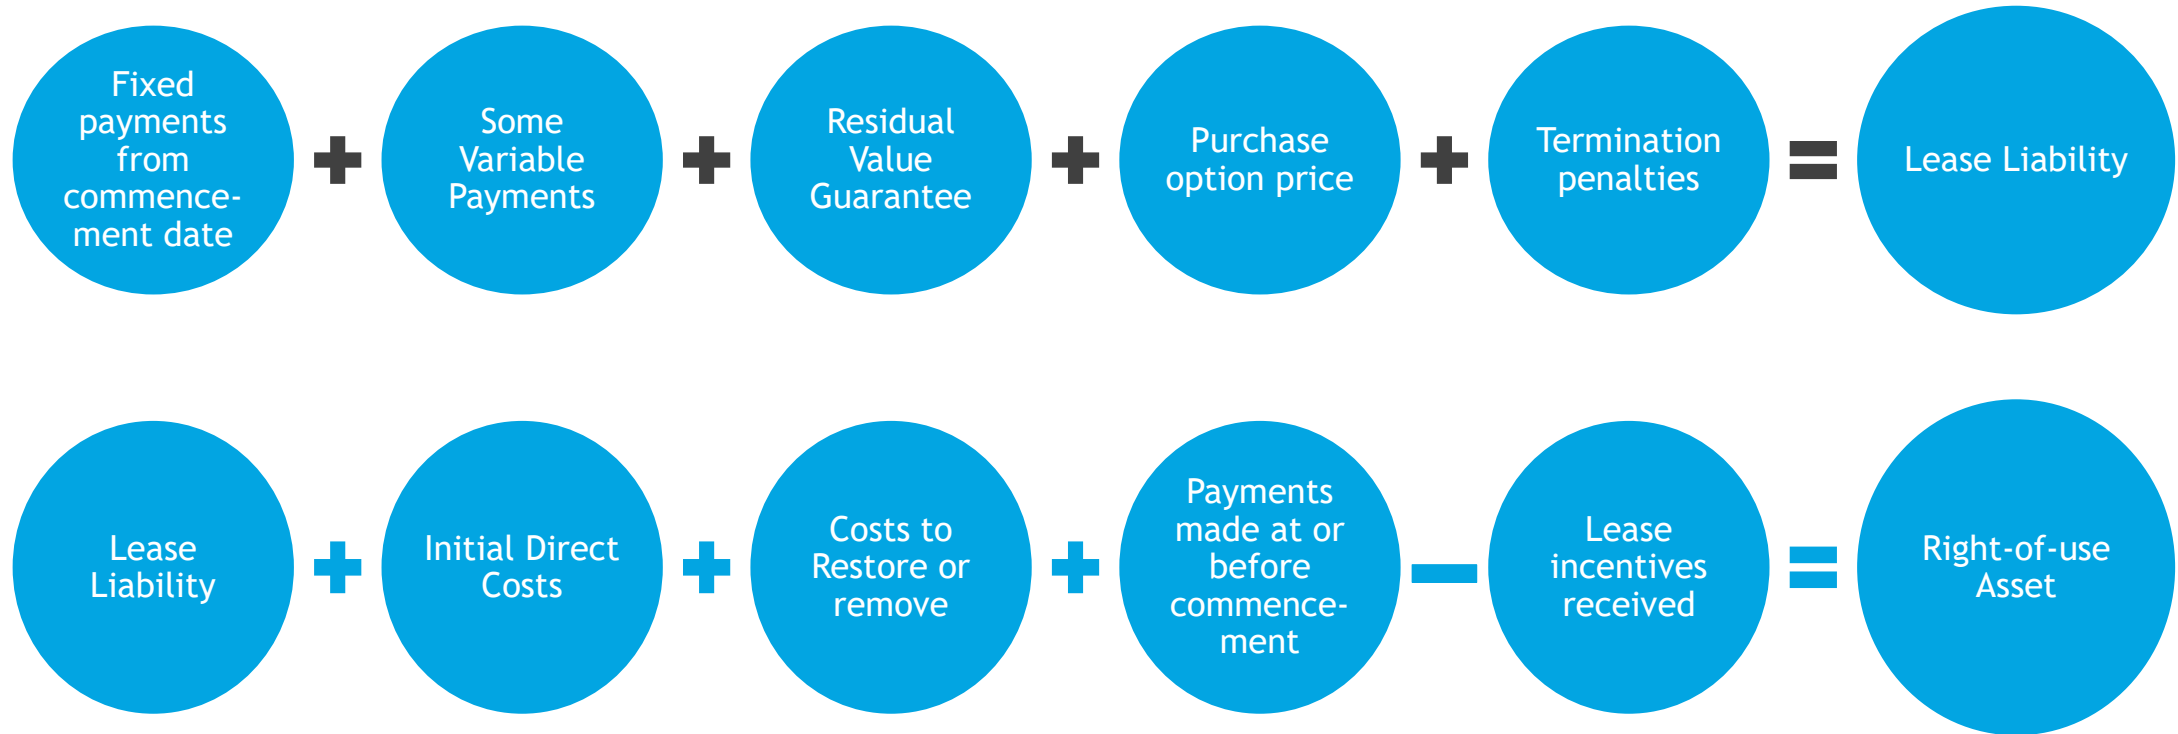 Fixed
payments
from
commence-
ment date
Some
Variable
Payments
Residual
Value
Guarantee
Purchase
option price
Termination
penalties
Lease Liability
Lease
Liability
Initial Direct
Costs
Costs to
Restore or
remove
Payments
made at or
before
commence-
ment
Lease
incentives
received
Right-of-use
Asset